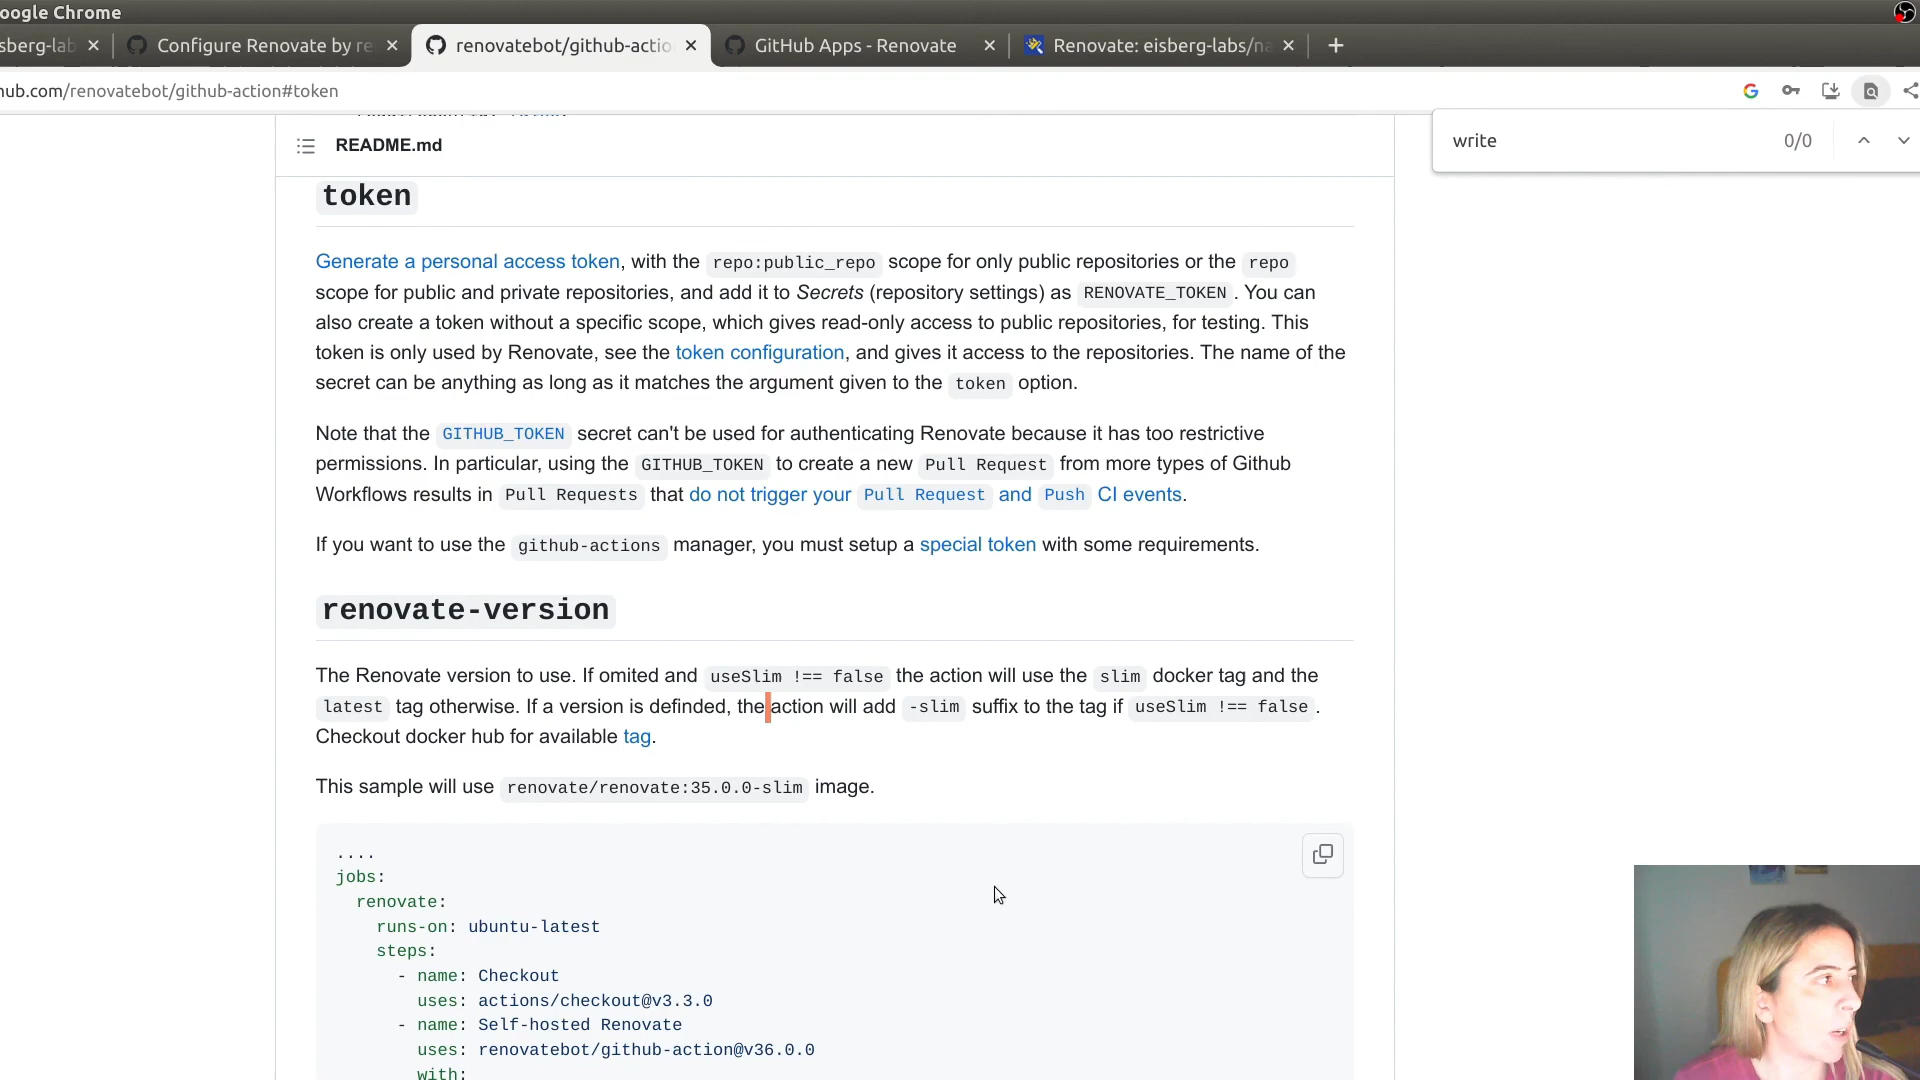 oogle Chrome
sberg-lab
Configure Renovate by re
renovatebot/github-actio
GitHub Apps - Renovate
Renovate: eisberg-labs/na
hub.com/renovatebot/github-action#token
write 0/0
README.md
token
Generate a personal access token, with the repo:public_repo scope for only public repositories or the repo
scope for public and private repositories, and add it to Secrets (repository settings) as RENOVATE_TOKEN. You can
also create a token without a specific scope, which gives read-only access to public repositories, for testing. This
token is only used by Renovate, see the token configuration, and gives it access to the repositories. The name of the
secret can be anything as long as it matches the argument given to the token option.
Note that the GITHUB_TOKEN secret can't be used for authenticating Renovate because it has too restrictive
permissions. In particular, using the GITHUB_TOKEN to create a new Pull Request from more types of Github
Workflows results in Pull Requests that do not trigger your Pull Request and Push CI events.
If you want to use the github-actions manager, you must setup a special token with some requirements.
renovate-version
The Renovate version to use. If omited and useSlim !== false the action will use the slim docker tag and the
latest tag otherwise. If a version is definded, the action will add -slim suffix to the tag if useSlim !== false.
Checkout docker hub for available tag.
This sample will use renovate/renovate:35.0.0-slim image.
....
jobs:
renovate:
runs-on: ubuntu-latest
steps:
- name: Checkout
uses: actions/checkout@v3.3.0
- name: Self-hosted Renovate
uses: renovatebot/github-action@v36.0.0
with: